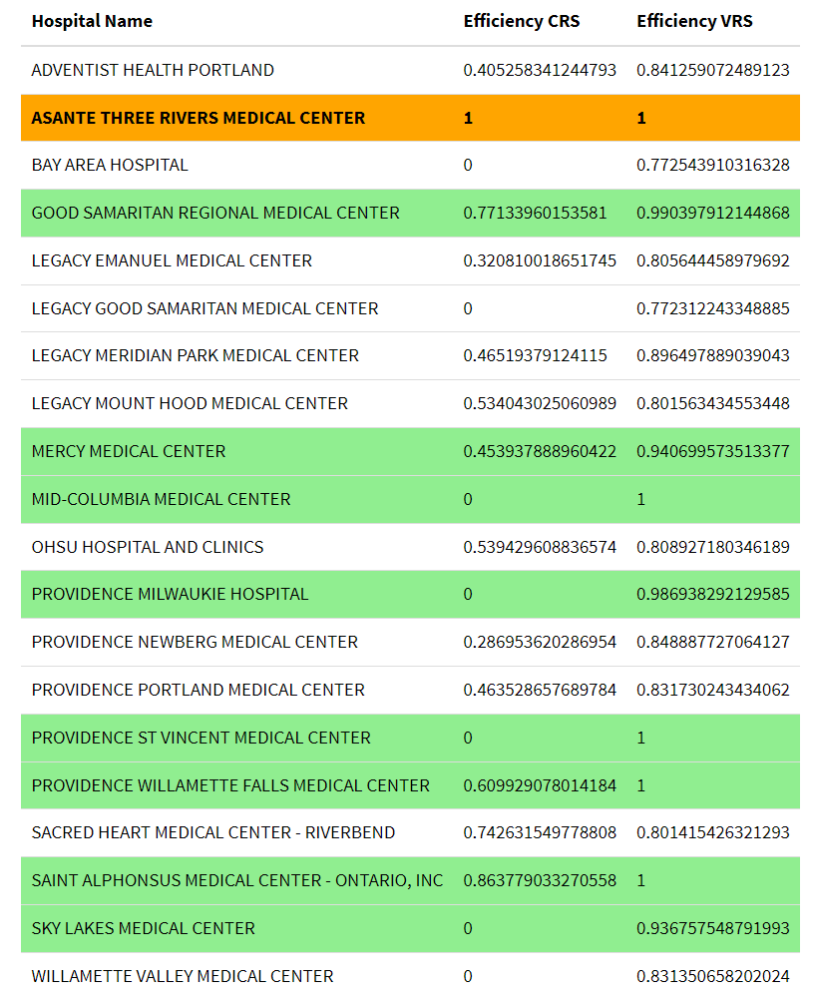 Hospital Name Efficiency CRS Efficiency VRS
ADVENTIST HEALTH PORTLAND 0.405258341244793 0.841259072489123
ASANTE THREE RIVERS MEDICAL CENTER 1 1
BAY AREA HOSPITAL 0 0.772543910316328
GOOD SAMARITAN REGIONAL MEDICAL CENTER 0.77133960153581 0.990397912144868
LEGACY EMANUEL MEDICAL CENTER 0.320810018651745 0.805644458979692
LEGACY GOOD SAMARITAN MEDICAL CENTER 0 0.772312243348885
LEGACY MERIDIAN PARK MEDICAL CENTER 0.46519379124115 0.896497889039043
LEGACY MOUNT HOOD MEDICAL CENTER 0.534043025060989 0.801563434553448
MERCY MEDICAL CENTER 0.453937888960422 0.940699573513377
MID-COLUMBIA MEDICAL CENTER 0 1
OHSU HOSPITAL AND CLINICS 0.539429608836574 0.808927180346189
PROVIDENCE MILWAUKIE HOSPITAL 0 0.986938292129585
PROVIDENCE NEWBERG MEDICAL CENTER 0.286953620286954 0.848887727064127
PROVIDENCE PORTLAND MEDICAL CENTER 0.463528657689784 0.831730243434062
PROVIDENCE ST VINCENT MEDICAL CENTER 0 1
PROVIDENCE WILLAMETTE FALLS MEDICAL CENTER 0.609929078014184 1
SACRED HEART MEDICAL CENTER - RIVERBEND 0.742631549778808 0.801415426321293
SAINT ALPHONSUS MEDICAL CENTER - ONTARIO, INC 0.863779033270558 1
SKY LAKES MEDICAL CENTER 0 0.936757548791993
WILLAMETTE VALLEY MEDICAL CENTER 0 0.831350658202024